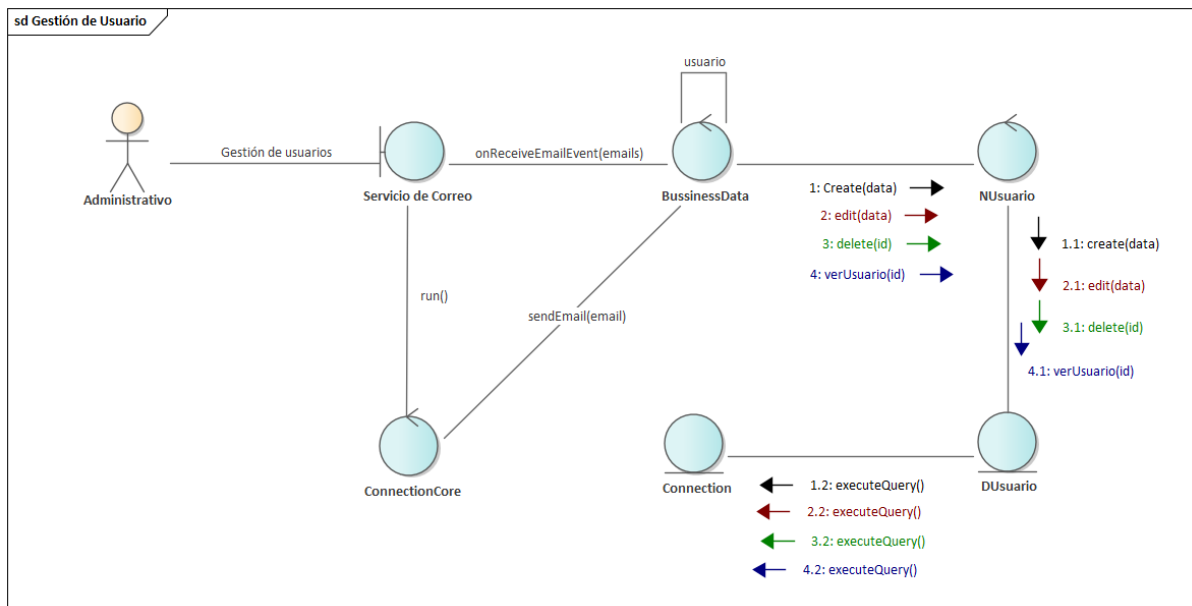 sd Gestión de Usuario
usuario
Gestión de usuarios
onReceiveEmailEvent(emails)
Administrativo
Servicio de Correo
BussinessData
NUsuario
1: Create(data)
2: edit(data)
3: delete(id)
4: verUsuario(id)
1.1: create(data)
2.1: edit(data)
3.1: delete(id)
4.1: verUsuario(id)
run()
sendEmail(email)
ConnectionCore
Connection
DUsuario
1.2: executeQuery()
2.2: executeQuery()
3.2: executeQuery()
4.2: executeQuery()